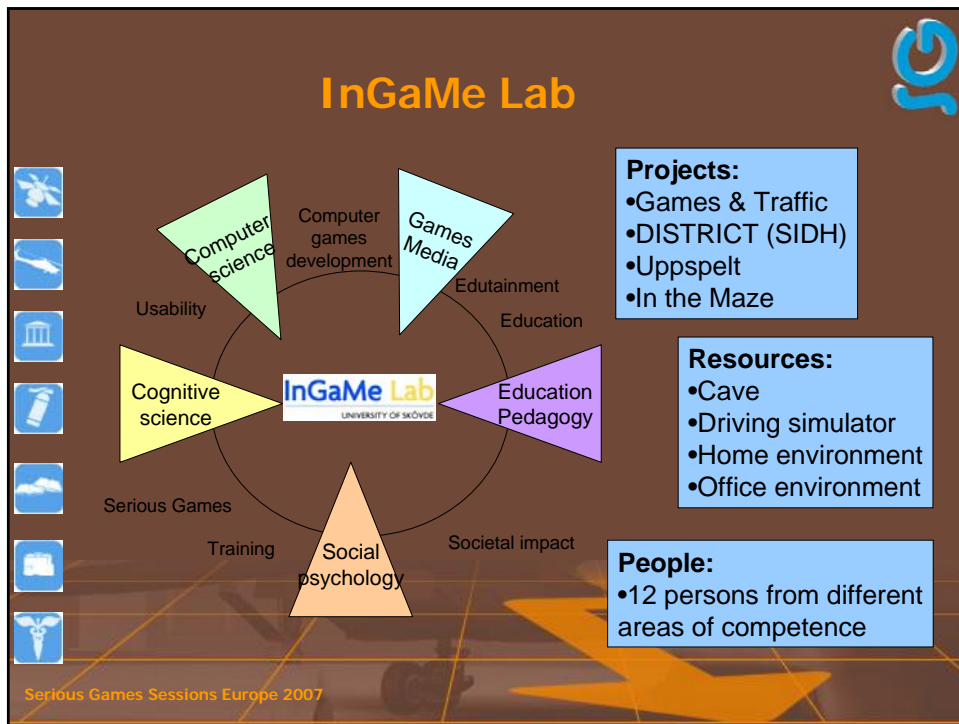 InGaMe Lab
Computer
science
Computer
games
development
Games
Media
Usability
Edutainment
Education
Cognitive
science
InGaMe Lab
UNIVERSITY OF SKÖVDE
Education
Pedagogy
Serious Games
Training
Social
psychology
Societal impact
Projects:
•Games & Traffic
•DISTRICT (SIDH)
•Uppspelt
•In the Maze
Resources:
•Cave
•Driving simulator
•Home environment
•Office environment
People:
•12 persons from different
areas of competence
Serious Games Sessions Europe 2007